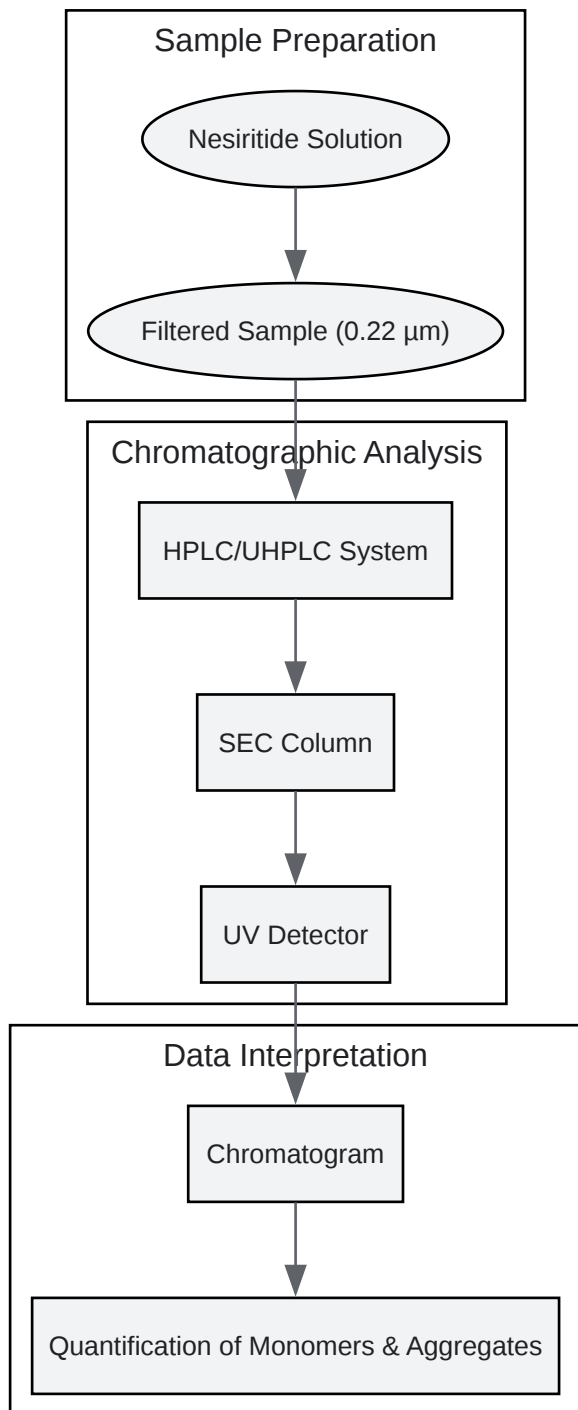 Sample Preparation
Nesiritide Solution
Filtered Sample (0.22 µm)
Chromatographic Analysis
HPLC/UHPLC System
SEC Column
UV Detector
Data Interpretation
Chromatogram
Quantification of Monomers & Aggregates